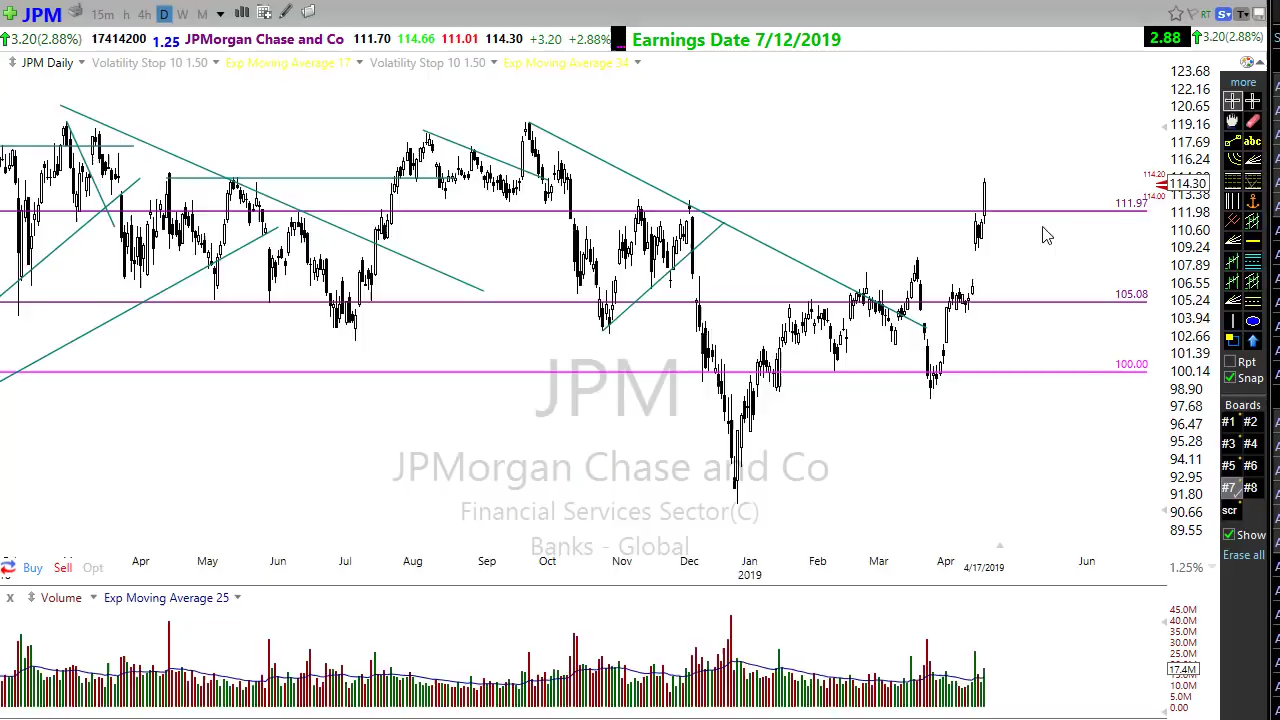 JPM 15m 1h 4h D W M RT S T
3.20(2.88%) 17414200 1.25 JPMorgan Chase and Co 111.70 114.66 111.01 114.30 +3.20 +2.88% Earnings Date 7/12/2019 2.88 3.20(2.88%)
JPM Daily Volatility Stop 10 1.50 Exp Moving Average 17 Volatility Stop 10 1.50 Exp Moving Average 34
more
abc
123.68
122.16
120.65
119.16
117.69
116.24
114.20
114.30
114.00
113.38
111.97
111.98
110.60
109.24
107.89
106.55
105.08
105.24
103.94
102.66
101.39
100.00
100.14
98.90
97.68
96.47
95.28
94.11
92.95
91.80
90.66
89.55
Rpt
Snap
Boards
#1 #2
#3 #4
#5 #6
#7 #8
scr
Show
Erase all
JPM
JPMorgan Chase and Co
Financial Services Sector(C)
Banks - Global
Apr May Jun Jul Aug Sep Oct Nov Dec Jan Feb Mar Apr 4/17/2019 Jun
2019
Buy Sell Opt 1.25%
x Volume Exp Moving Average 25
45.0M
40.0M
35.0M
30.0M
25.0M
17.4M
10.0M
5.0M
0.00